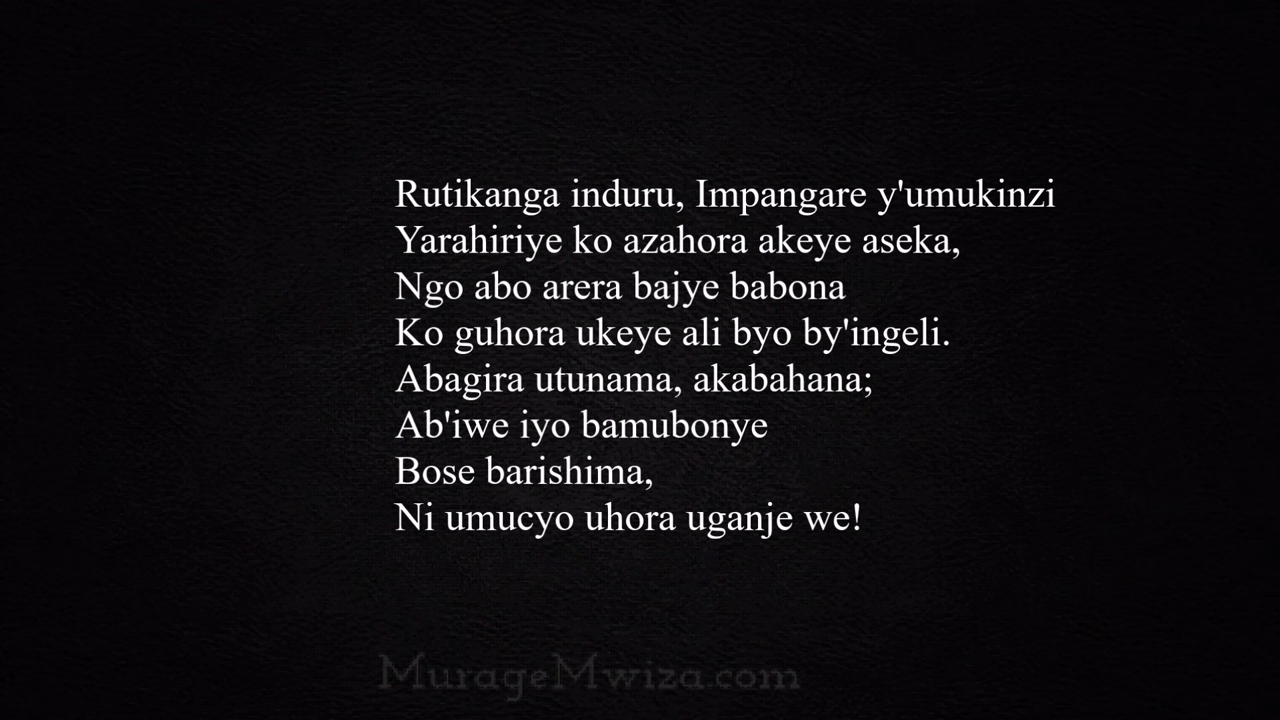 Rutikanga induru, Impangare y'umukinzi
Yarahiriye ko azahora akeye aseka,
Ngo abo arera bajye babona
Ko guhora ukeye ali byo by'ingeli.
Abagira utunama, akabahana;
Ab'iwe iyo bamubonye
Bose barishima,
Ni umucyo uhora uganje we!
MurageMwiza.com